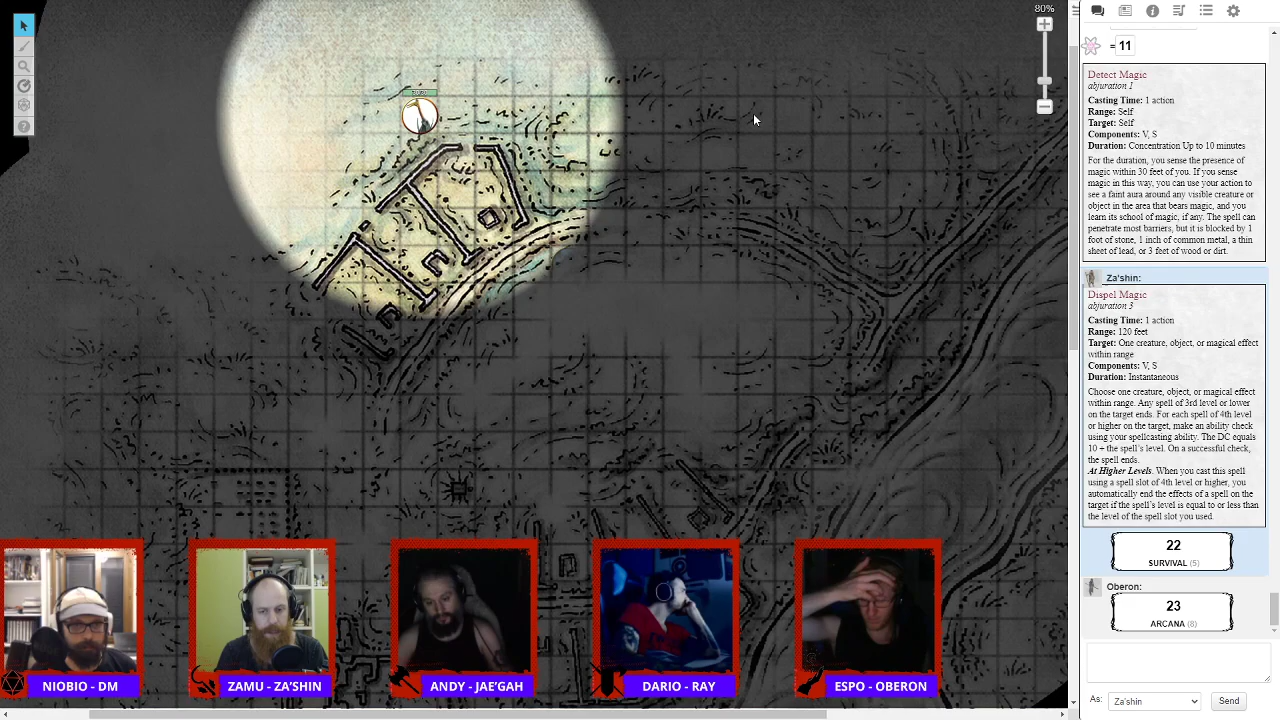 80%
= 11
Detect Magic
abjuration 1
Casting Time: 1 action
Range: Self
Target: Self
Components: V, S
Duration: Concentration Up to 10 minutes
For the duration, you sense the presence of
magic within 30 feet of you. If you sense
magic in this way, you can use your action to
see a faint aura around any visible creature or
object in the area that bears magic, and you
learn its school of magic, if any. The spell can
penetrate most barriers, but it is blocked by 1
foot of stone, 1 inch of common metal, a thin
sheet of lead, or 3 feet of wood or dirt.
Za'shin:
Dispel Magic
abjuration 3
Casting Time: 1 action
Range: 120 feet
Target: One creature, object, or magical effect
within range
Components: V, S
Duration: Instantaneous
Choose one creature, object, or magical effect
within range. Any spell of 3rd level or lower
on the target ends. For each spell of 4th level
or higher on the target, make an ability check
using your spellcasting ability. The DC equals
10 + the spell's level. On a successful check,
the spell ends.
At Higher Levels. When you cast this spell
using a spell slot of 4th level or higher, you
automatically end the effects of a spell on the
target if the spell's level is equal to or less than
the level of the spell slot you used.
22
SURVIVAL (5)
Oberon:
23
ARCANA (8)
As: Za'shin Send
NIOBIO - DM
ZAMU - ZA'SHIN
ANDY - JAE'GAH
DARIO - RAY
ESPO - OBERON